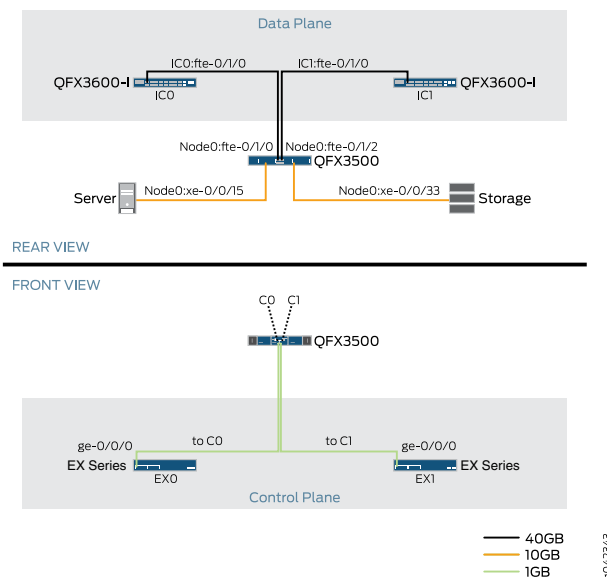 Data Plane
IC0:fte-0/1/0 IC1:fte-0/1/0
QFX3600-I QFX3600-I
IC0 IC1
Node0:fte-0/1/0 Node0:fte-0/1/2
QFX3500
Server Node0:xe-0/0/15 Node0:xe-0/0/33 Storage
REAR VIEW
FRONT VIEW
C0 C1
QFX3500
ge-0/0/0 to C0 to C1 ge-0/0/0
EX Series EX Series
EX0 EX1
Control Plane
40GB
10GB
1GB